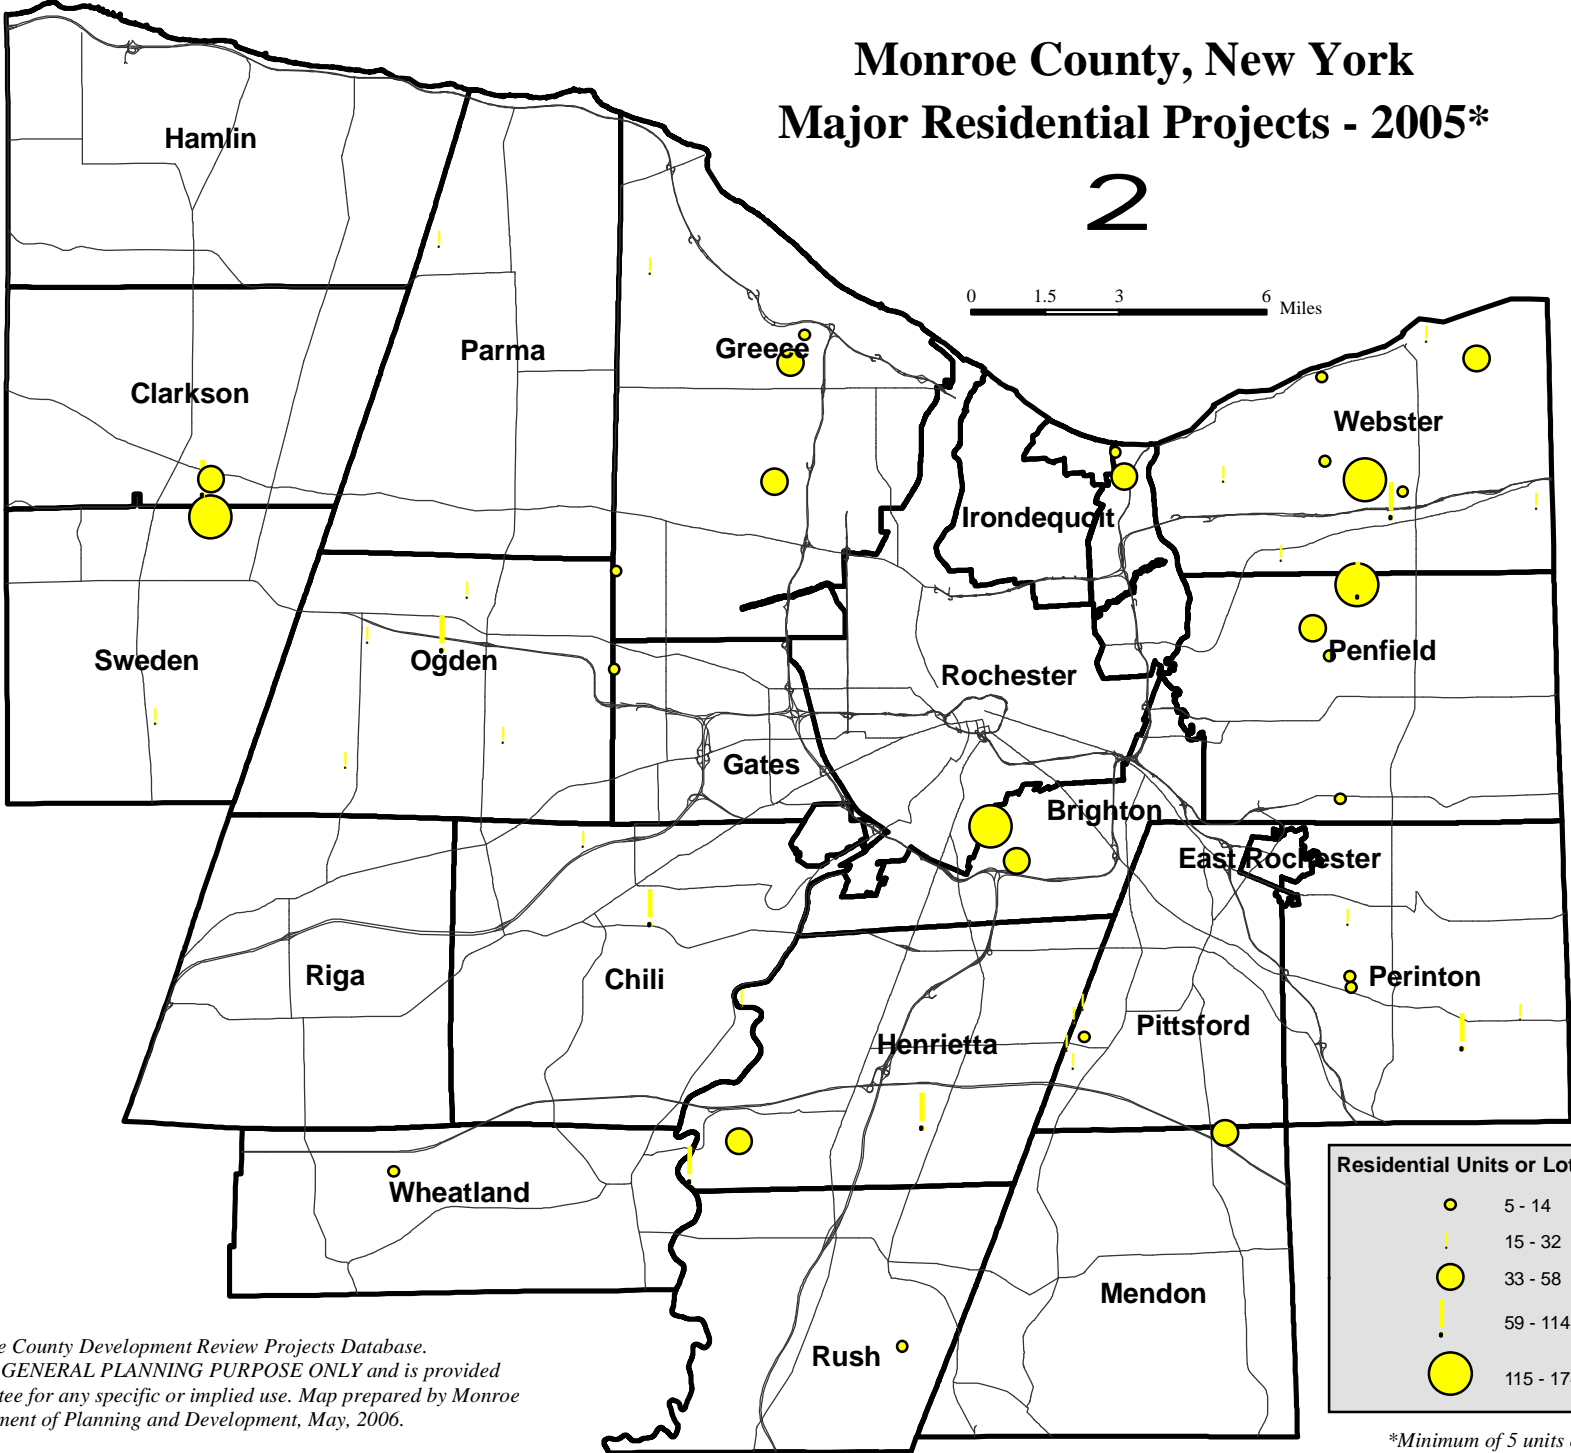 Monroe County, New York
Major Residential Projects - 2005*
2
0 1.5 3 6 Miles
Hamlin
Parma
Greece
Clarkson
Webster
Irondequoit
Sweden
Ogden
Rochester
Penfield
Gates
Brighton
East Rochester
Riga
Chili
Perinton
Pittsford
Henrietta
Wheatland
Mendon
Rush
Residential Units or Lot
5 - 14
15 - 32
33 - 58
59 - 114
115 - 17
*Minimum of 5 units
e County Development Review Projects Database.
GENERAL PLANNING PURPOSE ONLY and is provided
tee for any specific or implied use. Map prepared by Monroe
ment of Planning and Development, May, 2006.